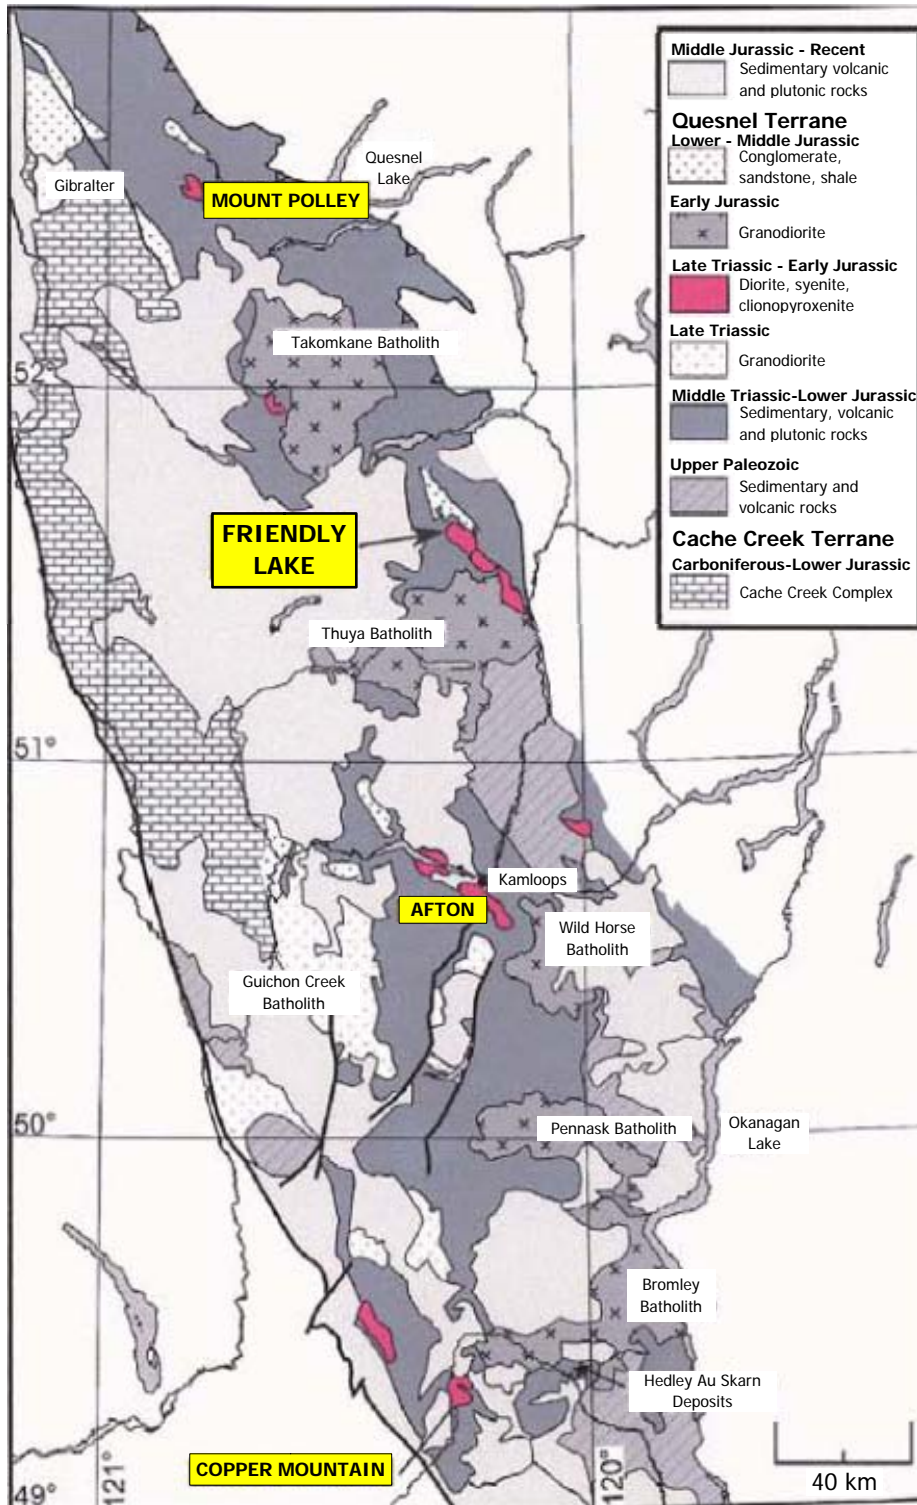 Middle Jurassic - Recent
Sedimentary volcanic
and plutonic rocks
Quesnel Terrane
Lower - Middle Jurassic
Conglomerate,
sandstone, shale
Early Jurassic
Granodiorite
Late Triassic - Early Jurassic
Diorite, syenite,
clionopyroxenite
Late Triassic
Granodiorite
Middle Triassic-Lower Jurassic
Sedimentary, volcanic
and plutonic rocks
Upper Paleozoic
Sedimentary and
volcanic rocks
Cache Creek Terrane
Carboniferous-Lower Jurassic
Cache Creek Complex
Quesnel
Lake
Gibralter
MOUNT POLLEY
Takomkane Batholith
52°
FRIENDLY
LAKE
Thuya Batholith
51°
Kamloops
AFTON
Wild Horse
Batholith
Guichon Creek
Batholith
50°
Pennask Batholith
Okanagan
Lake
Bromley
Batholith
Hedley Au Skarn
Deposits
COPPER MOUNTAIN
49°
121°
120°
40 km